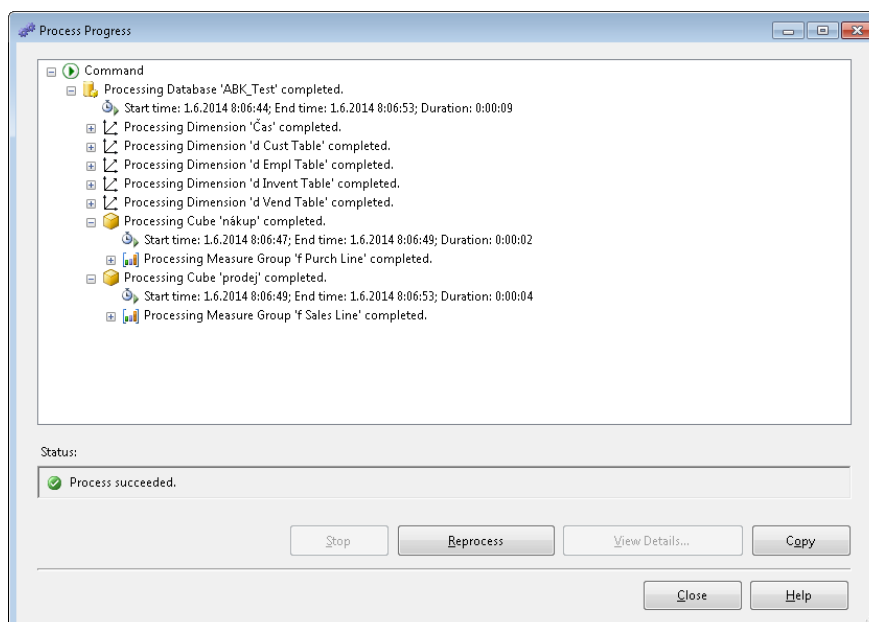 Process Progress
Command
Processing Database 'ABK_Test' completed.
Start time: 1.6.2014 8:06:44; End time: 1.6.2014 8:06:53; Duration: 0:00:09
Processing Dimension 'Čas' completed.
Processing Dimension 'd Cust Table' completed.
Processing Dimension 'd Empl Table' completed.
Processing Dimension 'd Invent Table' completed.
Processing Dimension 'd Vend Table' completed.
Processing Cube 'nákup' completed.
Start time: 1.6.2014 8:06:47; End time: 1.6.2014 8:06:49; Duration: 0:00:02
Processing Measure Group 'f Purch Line' completed.
Processing Cube 'prodej' completed.
Start time: 1.6.2014 8:06:49; End time: 1.6.2014 8:06:53; Duration: 0:00:04
Processing Measure Group 'f Sales Line' completed.
Status:
Process succeeded.
Stop Reprocess View Details... Copy
Close Help